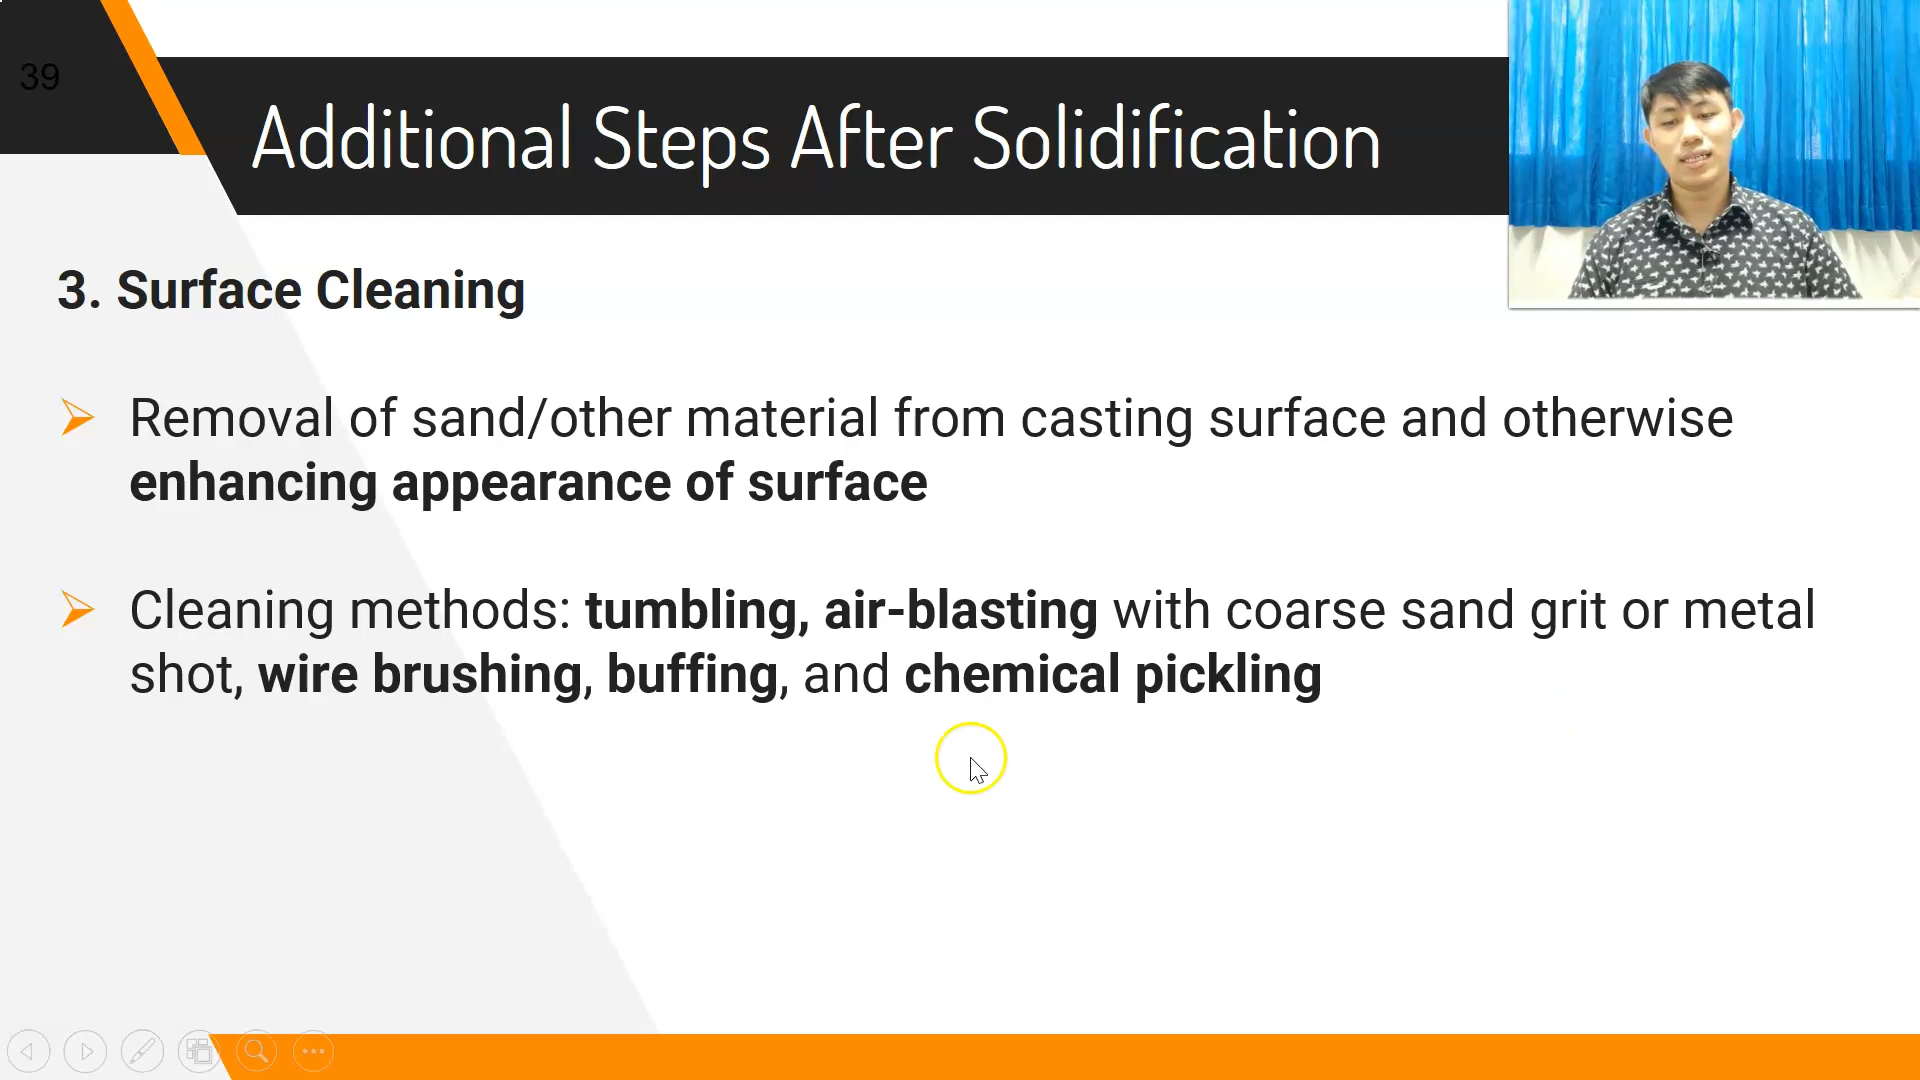 39
Additional Steps After Solidification
3. Surface Cleaning
Removal of sand/other material from casting surface and otherwise
enhancing appearance of surface
Cleaning methods: tumbling, air-blasting with coarse sand grit or metal
shot, wire brushing, buffing, and chemical pickling